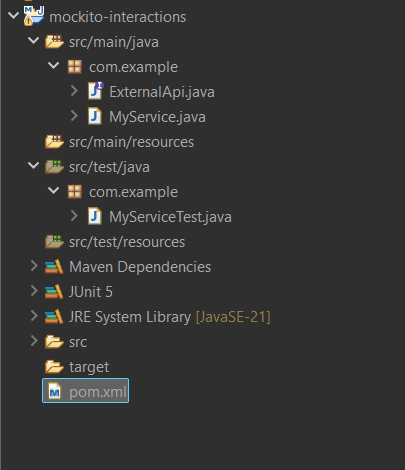 mockito-interactions
src/main/java
com.example
ExternalApi.java
MyService.java
src/main/resources
src/test/java
com.example
MyServiceTest.java
src/test/resources
Maven Dependencies
JUnit 5
JRE System Library [JavaSE-21]
src
target
pom.xml